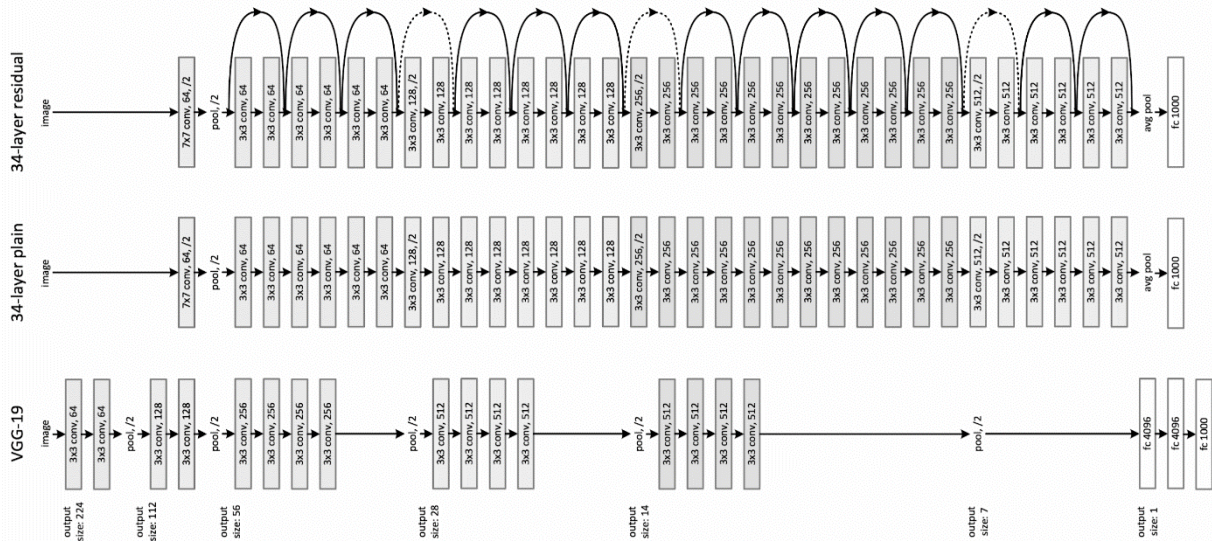 VGG-19
image
3x3 conv, 64
3x3 conv, 64
pool, /2
3x3 conv, 128
3x3 conv, 128
pool, /2
3x3 conv, 256
3x3 conv, 256
3x3 conv, 256
3x3 conv, 256
pool, /2
3x3 conv, 512
3x3 conv, 512
3x3 conv, 512
3x3 conv, 512
pool, /2
3x3 conv, 512
3x3 conv, 512
3x3 conv, 512
3x3 conv, 512
pool, /2
fc 4096
fc 4096
fc 1000
output
size: 224
output
size: 112
output
size: 56
output
size: 28
output
size: 14
output
size: 7
output
size: 1
34-layer plain
image
7x7 conv, 64, /2
pool, /2
3x3 conv, 64
3x3 conv, 64
3x3 conv, 64
3x3 conv, 64
3x3 conv, 64
3x3 conv, 64
3x3 conv, 128, /2
3x3 conv, 128
3x3 conv, 128
3x3 conv, 128
3x3 conv, 128
3x3 conv, 128
3x3 conv, 128
3x3 conv, 128
3x3 conv, 256, /2
3x3 conv, 256
3x3 conv, 256
3x3 conv, 256
3x3 conv, 256
3x3 conv, 256
3x3 conv, 256
3x3 conv, 256
3x3 conv, 256
3x3 conv, 256
3x3 conv, 256
3x3 conv, 256
3x3 conv, 512, /2
3x3 conv, 512
3x3 conv, 512
3x3 conv, 512
3x3 conv, 512
3x3 conv, 512
avg pool
fc 1000
34-layer residual
image
7x7 conv, 64, /2
pool, /2
3x3 conv, 64
3x3 conv, 64
3x3 conv, 64
3x3 conv, 64
3x3 conv, 64
3x3 conv, 64
3x3 conv, 128, /2
3x3 conv, 128
3x3 conv, 128
3x3 conv, 128
3x3 conv, 128
3x3 conv, 128
3x3 conv, 128
3x3 conv, 128
3x3 conv, 256, /2
3x3 conv, 256
3x3 conv, 256
3x3 conv, 256
3x3 conv, 256
3x3 conv, 256
3x3 conv, 256
3x3 conv, 256
3x3 conv, 256
3x3 conv, 256
3x3 conv, 256
3x3 conv, 256
3x3 conv, 512, /2
3x3 conv, 512
3x3 conv, 512
3x3 conv, 512
3x3 conv, 512
3x3 conv, 512
avg pool
fc 1000